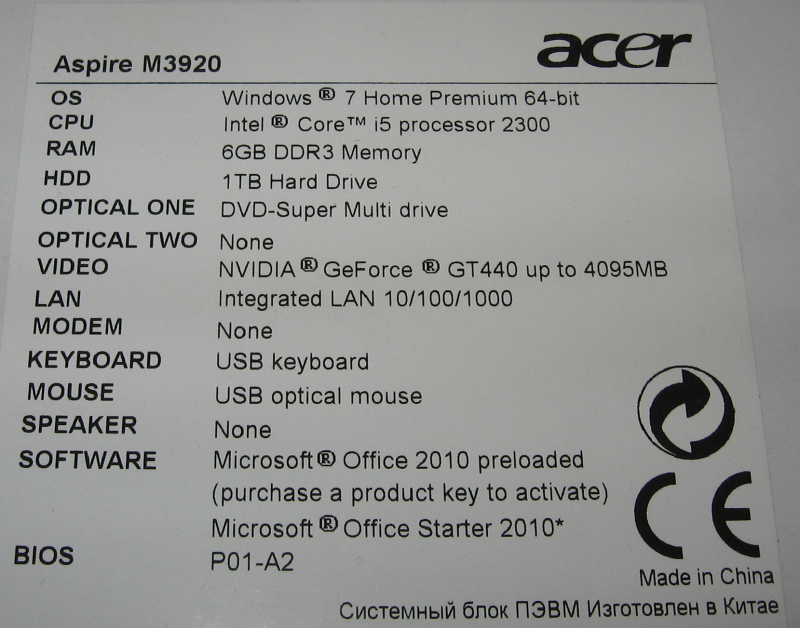 acer
Aspire M3920
OS Windows ® 7 Home Premium 64-bit
CPU Intel ® Core™ i5 processor 2300
RAM 6GB DDR3 Memory
HDD 1TB Hard Drive
OPTICAL ONE DVD-Super Multi drive
OPTICAL TWO None
VIDEO NVIDIA ® GeForce ® GT440 up to 4095MB
LAN Integrated LAN 10/100/1000
MODEM None
KEYBOARD USB keyboard
MOUSE USB optical mouse
SPEAKER None
SOFTWARE Microsoft ® Office 2010 preloaded
(purchase a product key to activate)
Microsoft ® Office Starter 2010*
BIOS P01-A2
CE
Made in China
Системный блок ПЭВМ Изготовлен в Китае